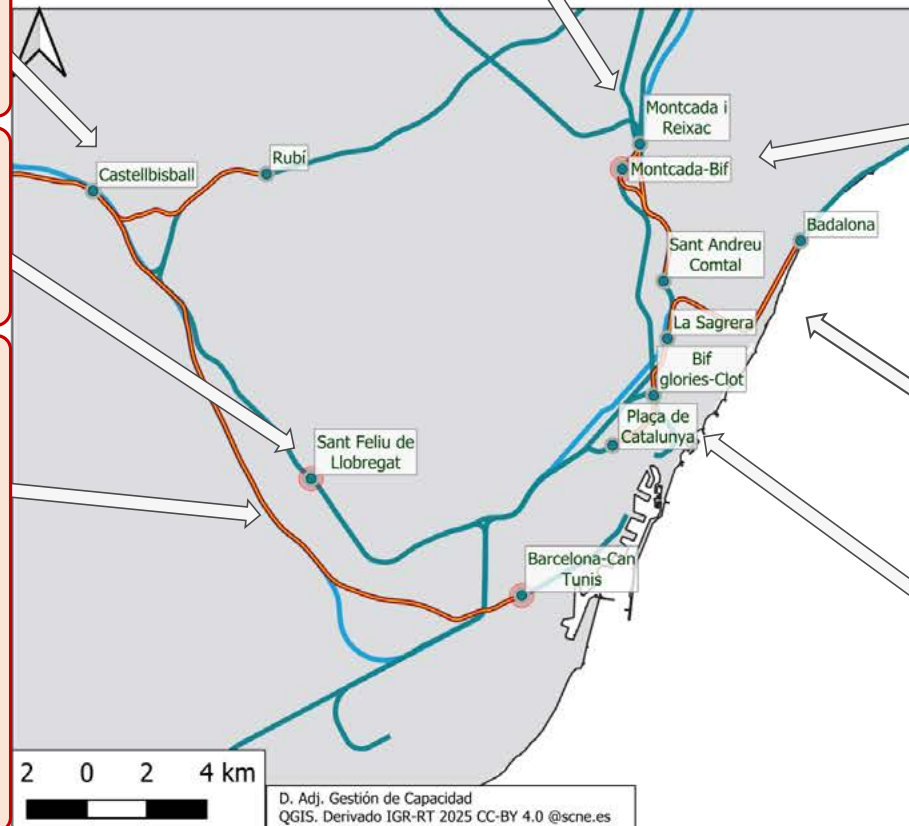 Montcada i
Reixac
Rubí
Castellbisball
Montcada-Bif
Badalona
Sant Andreu
Comtal
La Sagrera
Bif
glories-Clot
Plaça de
Catalunya
Sant Feliu de
Llobregat
Barcelona-Can
Tunis
2 0 2 4 km
D. Adj. Gestión de Capacidad
QGIS. Derivado IGR-RT 2025 CC-BY 4.0 @scne.es